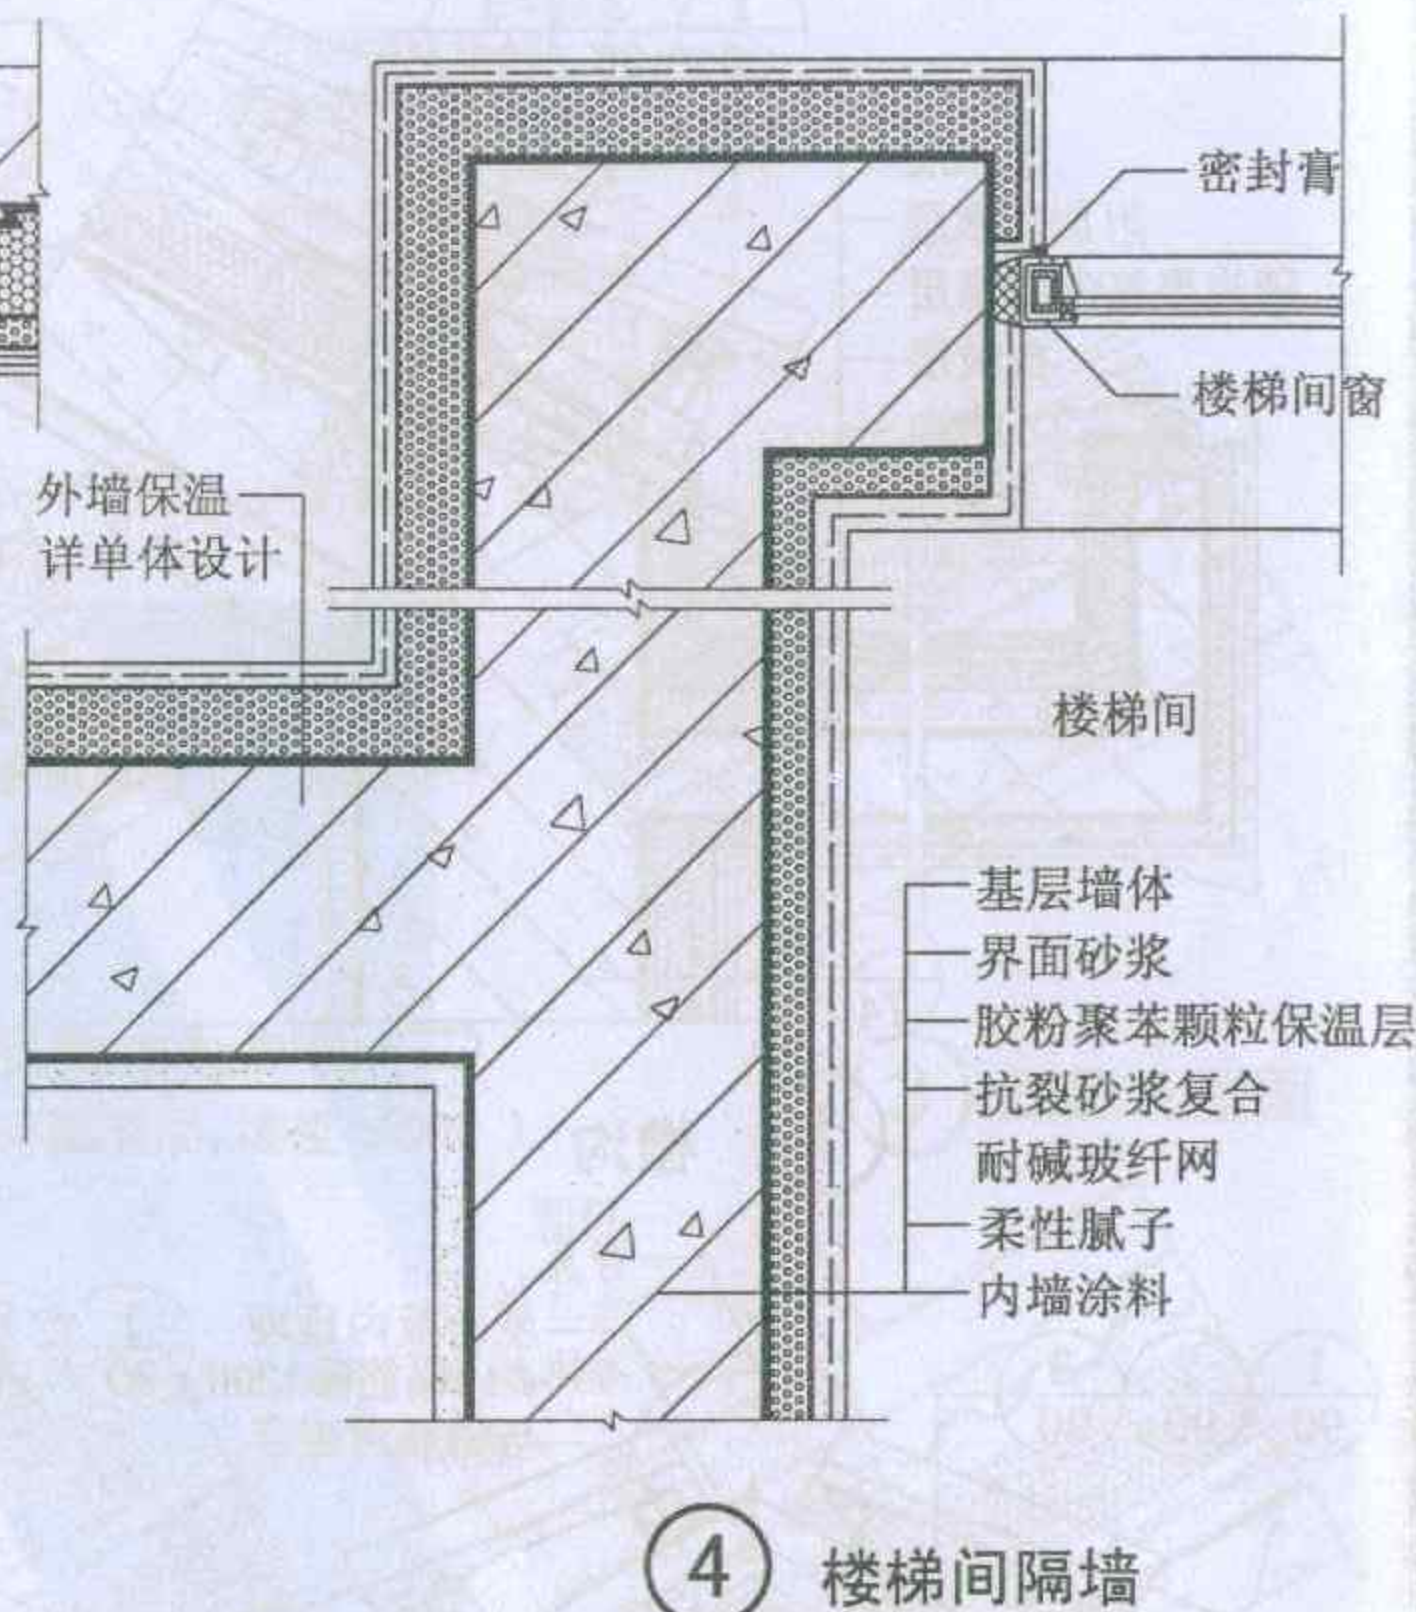 密封膏
楼梯间窗
外墙保温
详单体设计
楼梯间
基层墙体
界面砂浆
胶粉聚苯颗粒保温层
抗裂砂浆复合
耐碱玻纤网
柔性腻子
内墙涂料
4 楼梯间隔墙